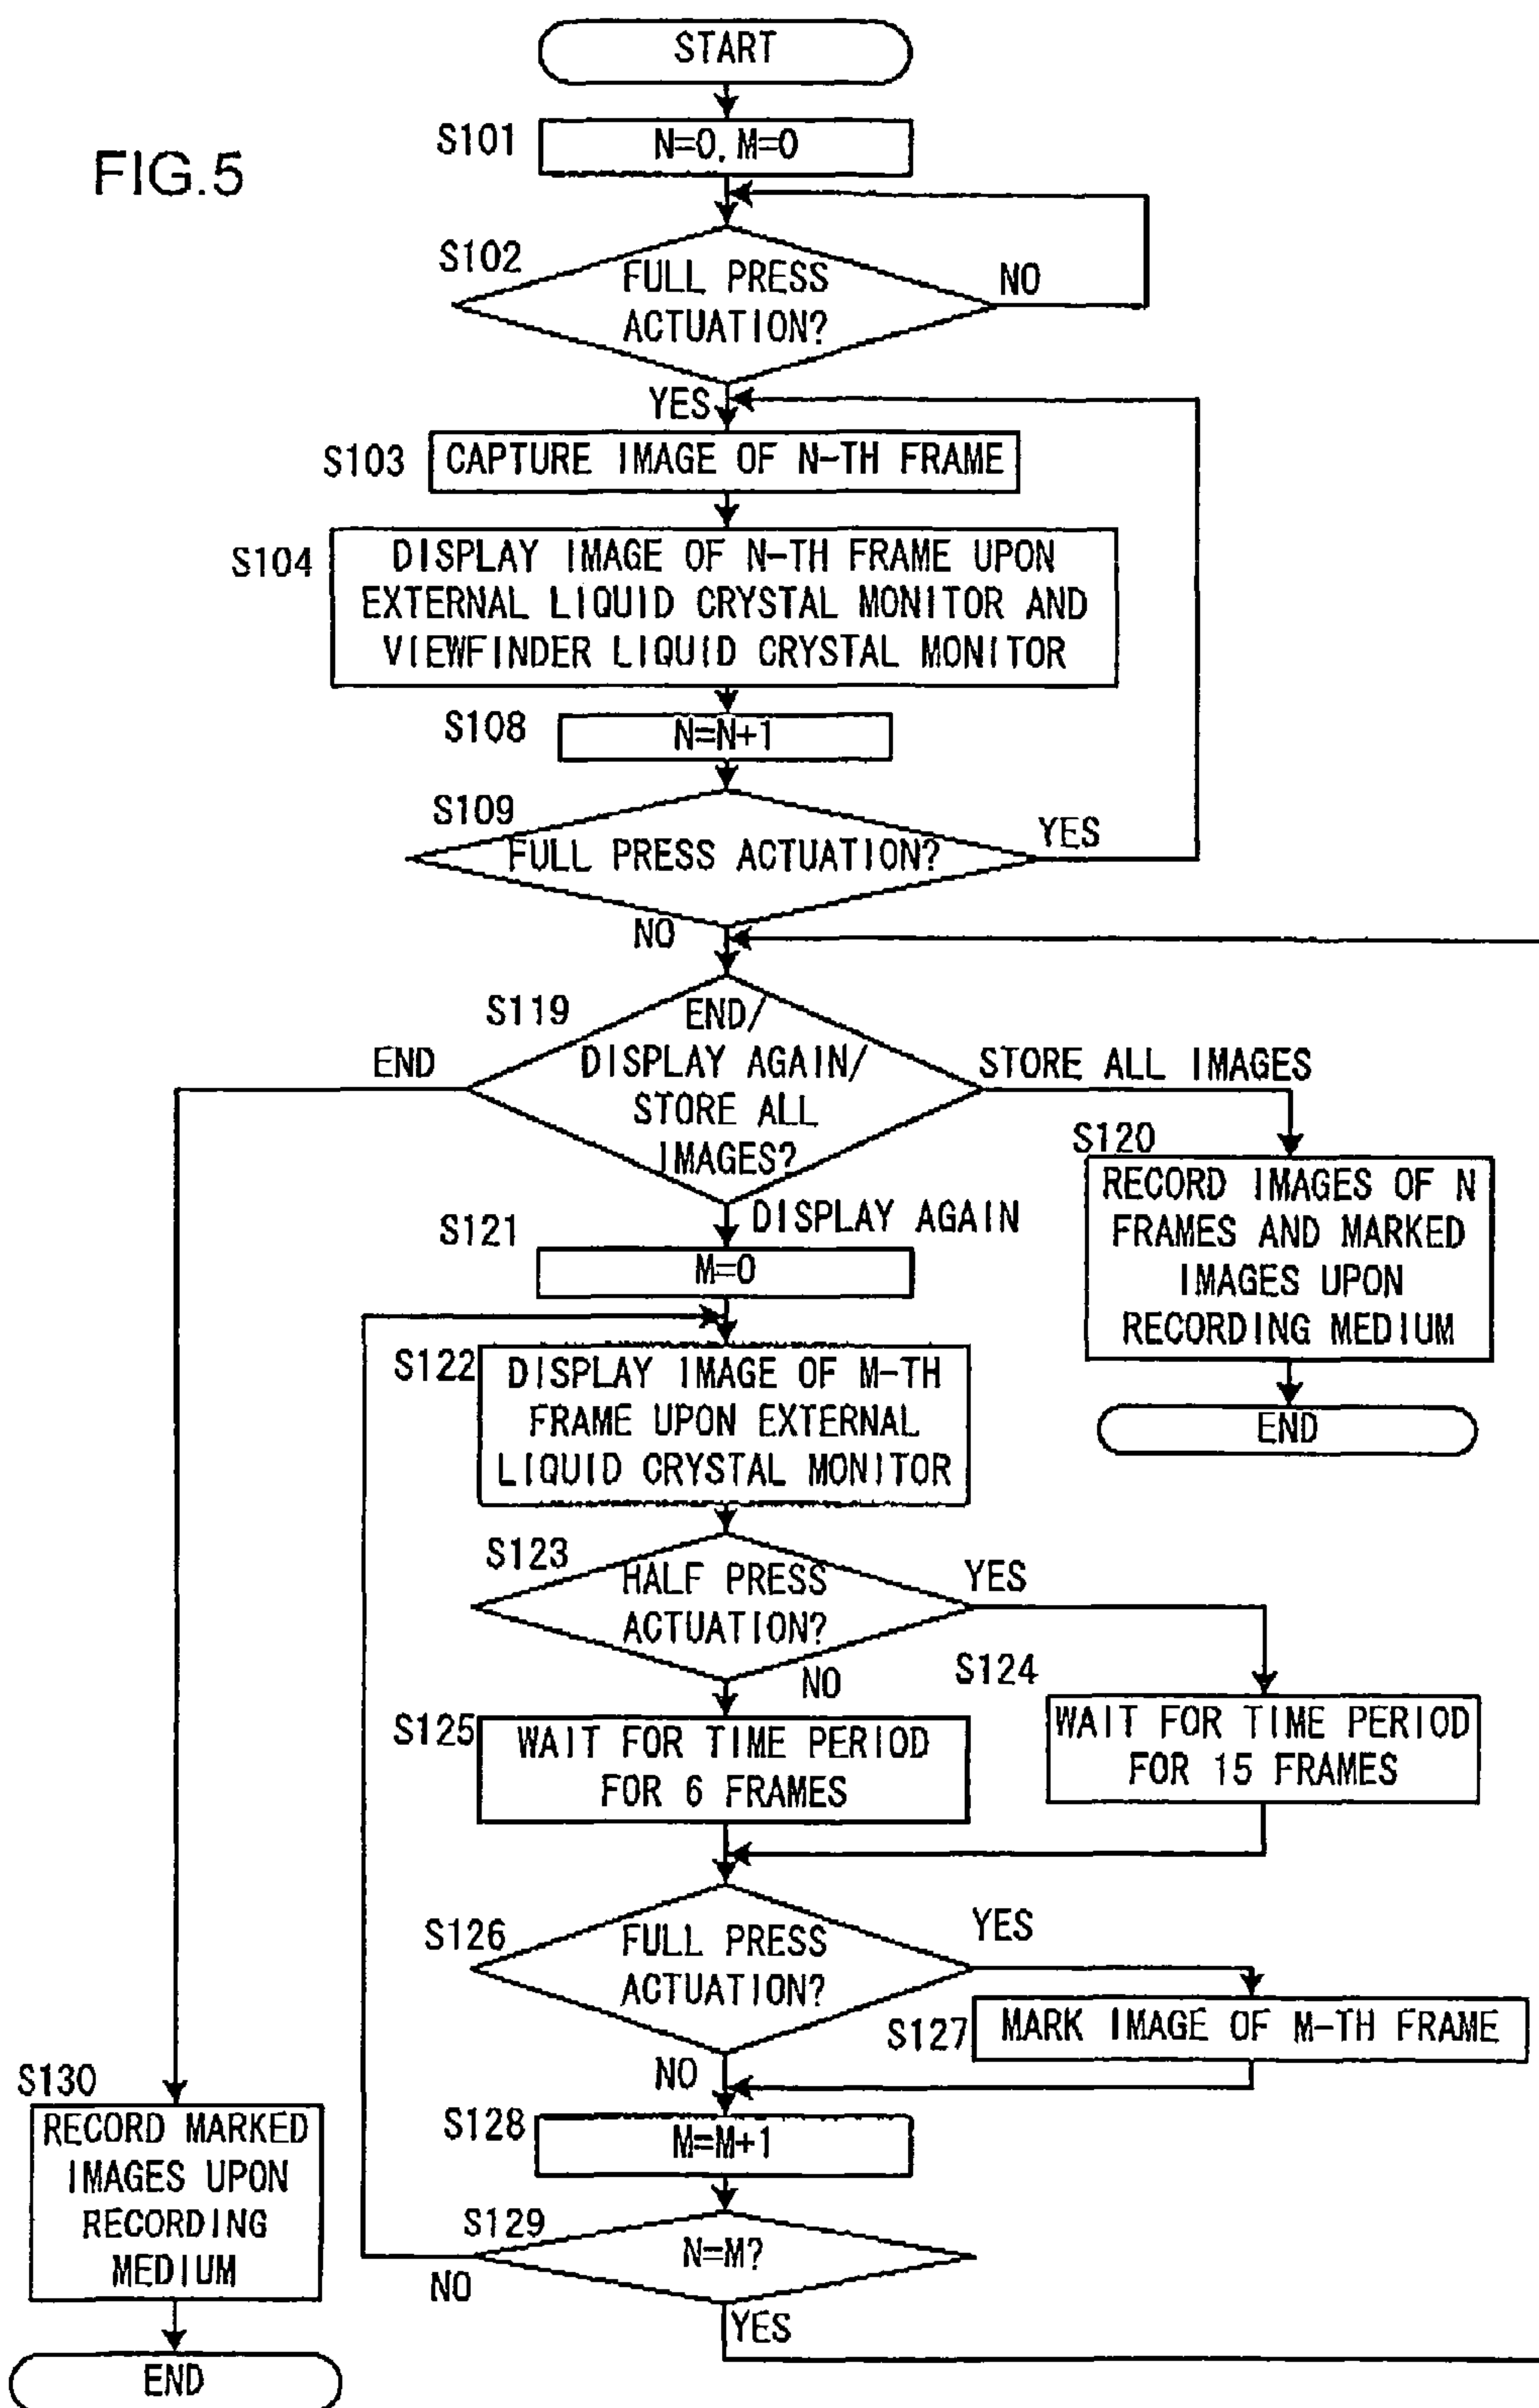 START
S101
N=0, M=0
FIG.5
S102
FULL PRESS
ACTUATION?
NO
YES
S103
CAPTURE IMAGE OF N-TH FRAME
S104
DISPLAY IMAGE OF N-TH FRAME UPON
EXTERNAL LIQUID CRYSTAL MONITOR AND
VIEWFINDER LIQUID CRYSTAL MONITOR
S108
N=N+1
S109
FULL PRESS ACTUATION?
YES
NO
S119
END/
DISPLAY AGAIN/
STORE ALL
IMAGES?
END
STORE ALL IMAGES
S120
RECORD IMAGES OF N
FRAMES AND MARKED
IMAGES UPON
RECORDING MEDIUM
END
DISPLAY AGAIN
S121
M=0
S122
DISPLAY IMAGE OF M-TH
FRAME UPON EXTERNAL
LIQUID CRYSTAL MONITOR
S123
HALF PRESS
ACTUATION?
YES
NO
S124
WAIT FOR TIME PERIOD
FOR 15 FRAMES
S125
WAIT FOR TIME PERIOD
FOR 6 FRAMES
S126
FULL PRESS
ACTUATION?
YES
S127
MARK IMAGE OF M-TH FRAME
NO
S128
M=M+1
S129
N=M?
NO
YES
S130
RECORD MARKED
IMAGES UPON
RECORDING
MEDIUM
END